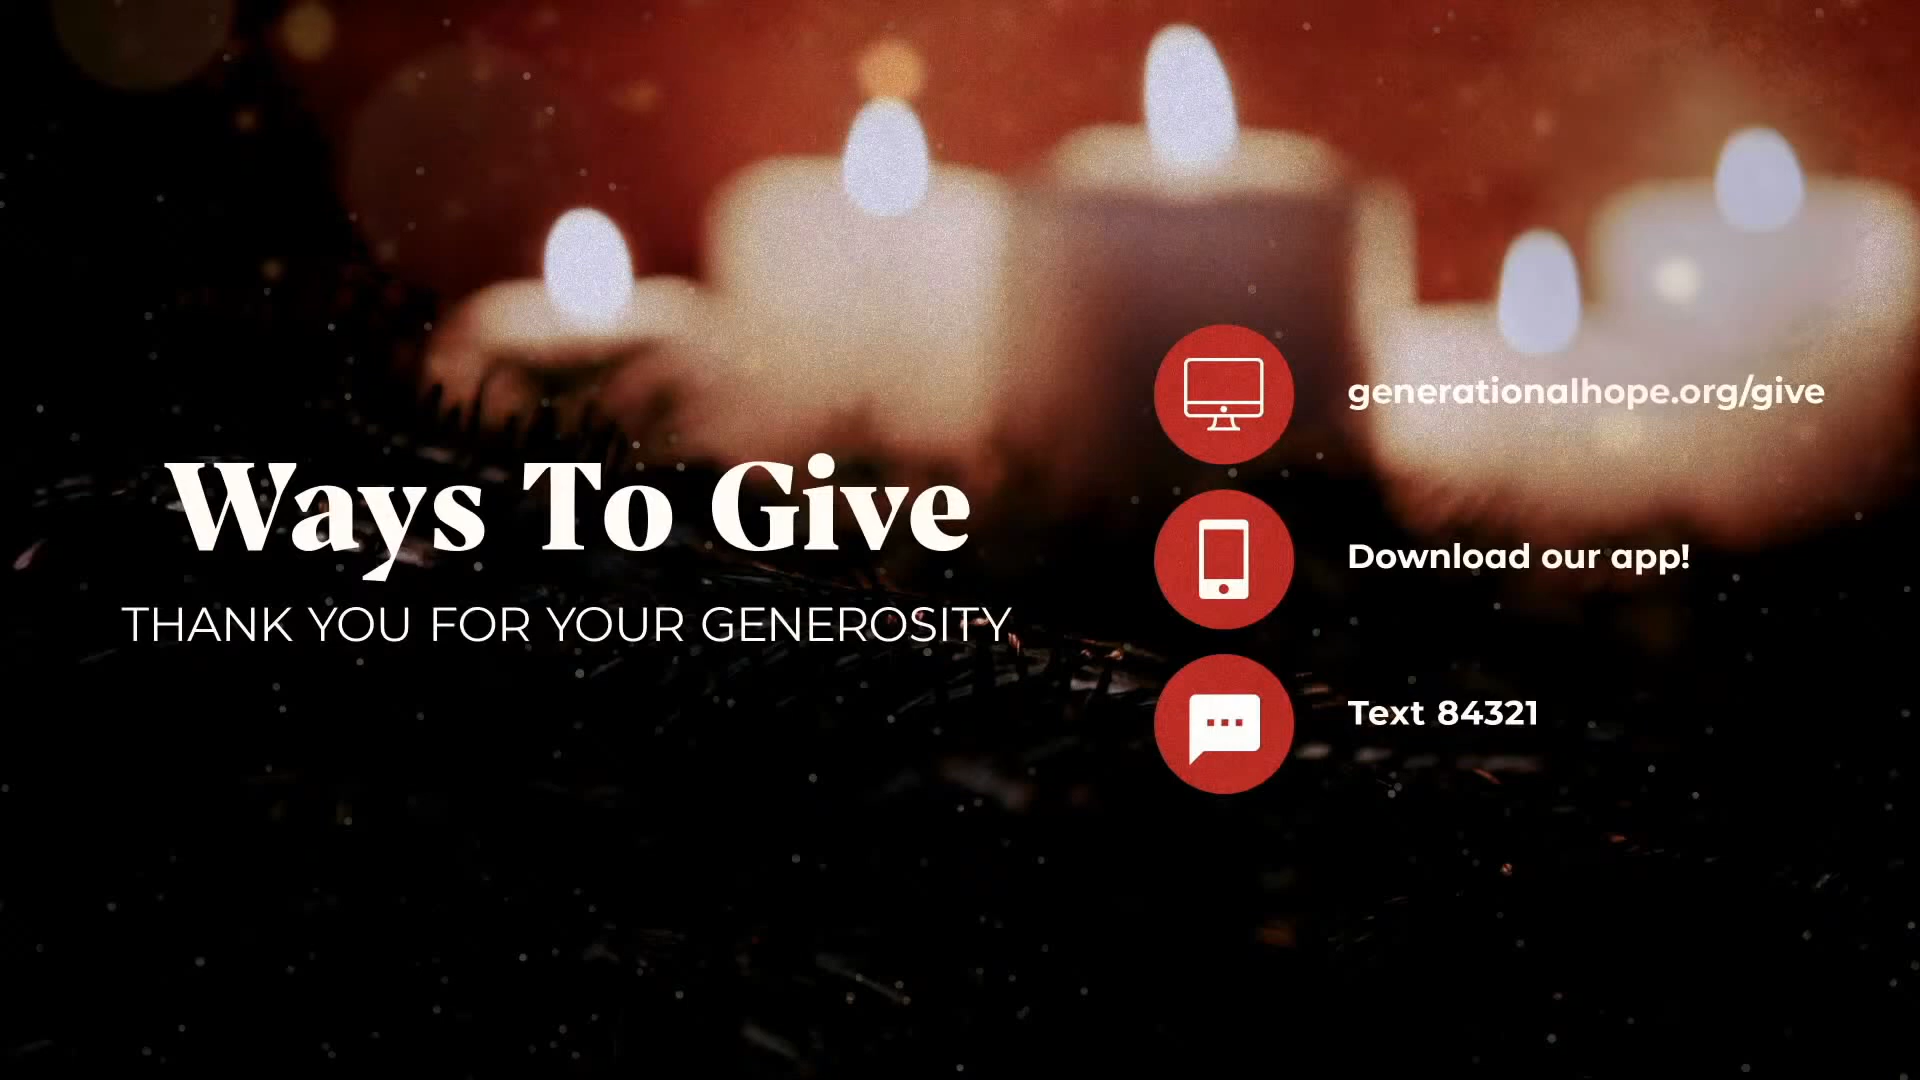 Ways To Give
THANK YOU FOR YOUR GENEROSITY
generationalhope.org/give
Download our app!
Text 84321